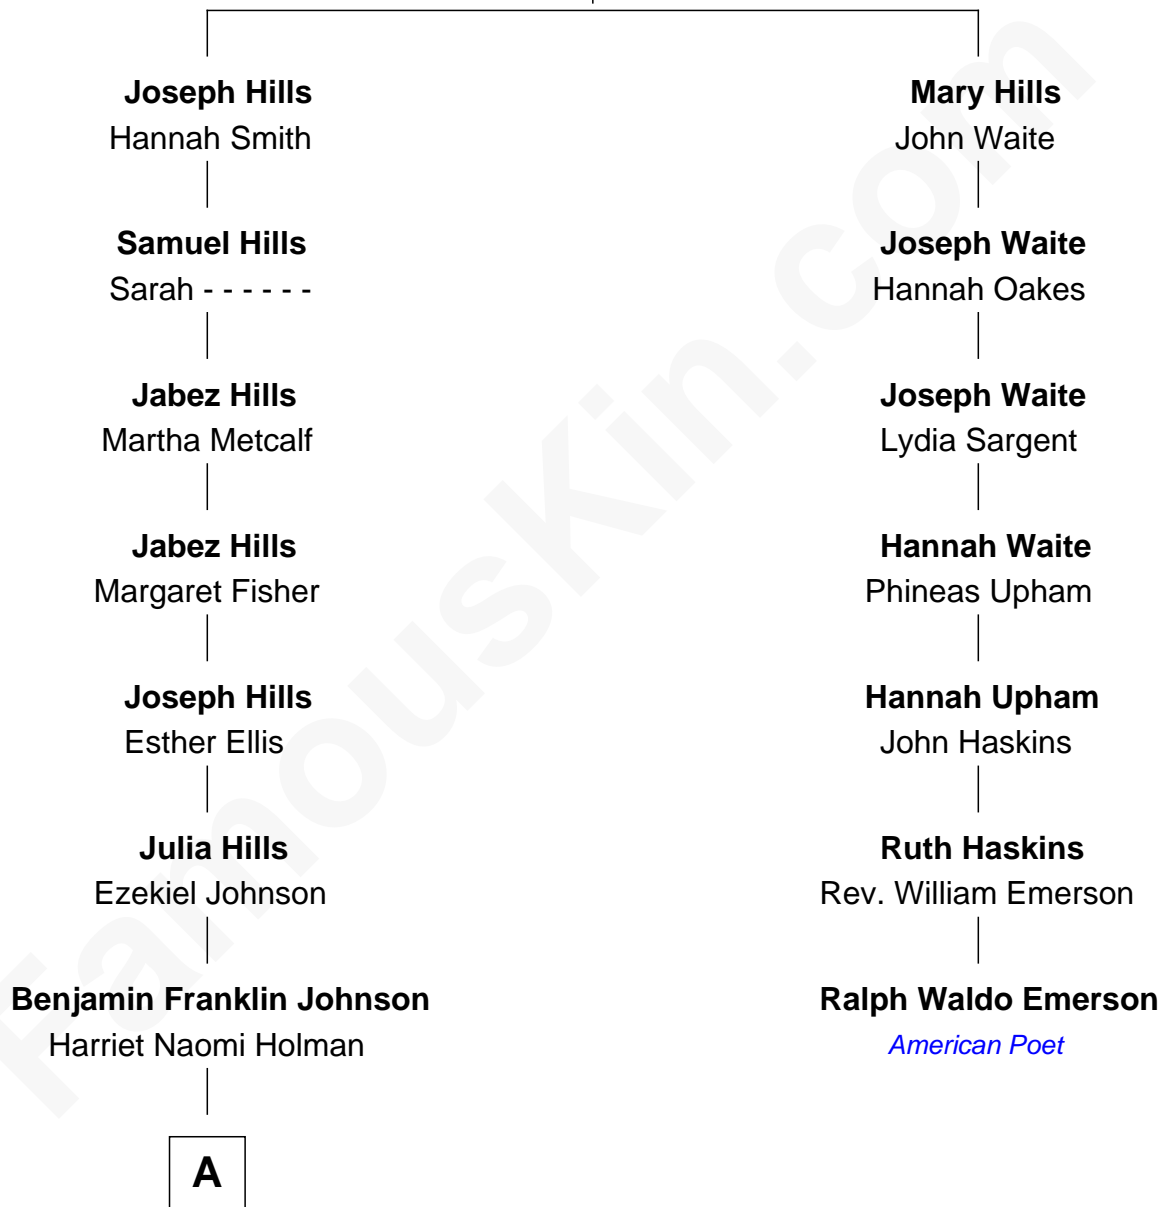 Joseph Hills
Hannah Smith
Samuel Hills
Sarah - - - - - -
Jabez Hills
Martha Metcalf
Jabez Hills
Margaret Fisher
Joseph Hills
Esther Ellis
Julia Hills
Ezekiel Johnson
Benjamin Franklin Johnson
Harriet Naomi Holman
A
Mary Hills
John Waite
Joseph Waite
Hannah Oakes
Joseph Waite
Lydia Sargent
Hannah Waite
Phineas Upham
Hannah Upham
John Haskins
Ruth Haskins
Rev. William Emerson
Ralph Waldo Emerson
American Poet
FamousKin.com